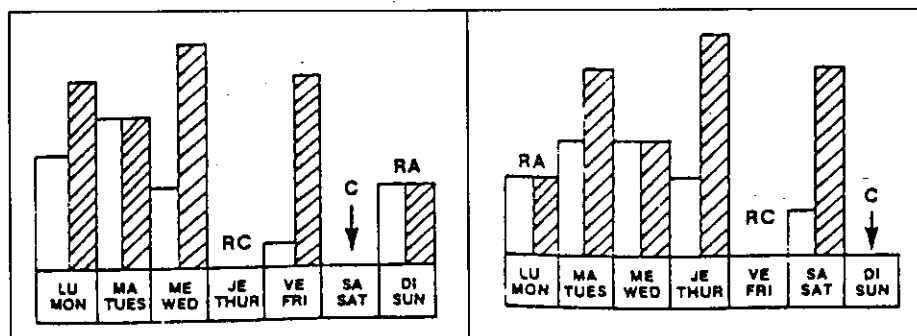 RC
C
RA
LU MA ME JE VE SA DI
MON TUES WED THUR FRI SAT SUN
RA
RC
C
LU MA ME JE VE SA DI
MON TUES WED THUR FRI SAT SUN